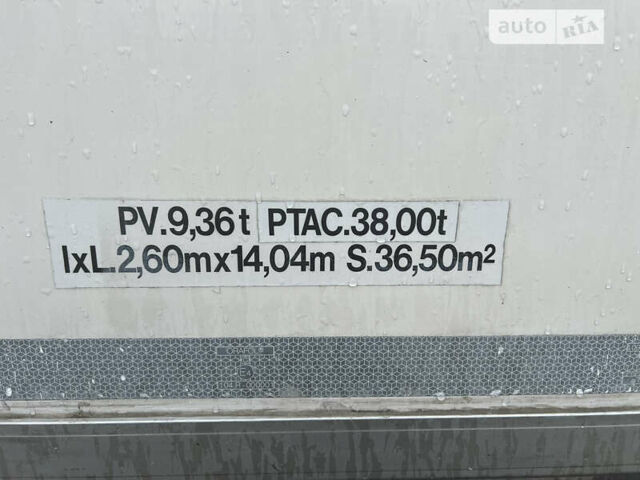 auto RIA
PV.9,36t PTAC.38,00t
lxL.2,60mx14,04m S.36,50m²